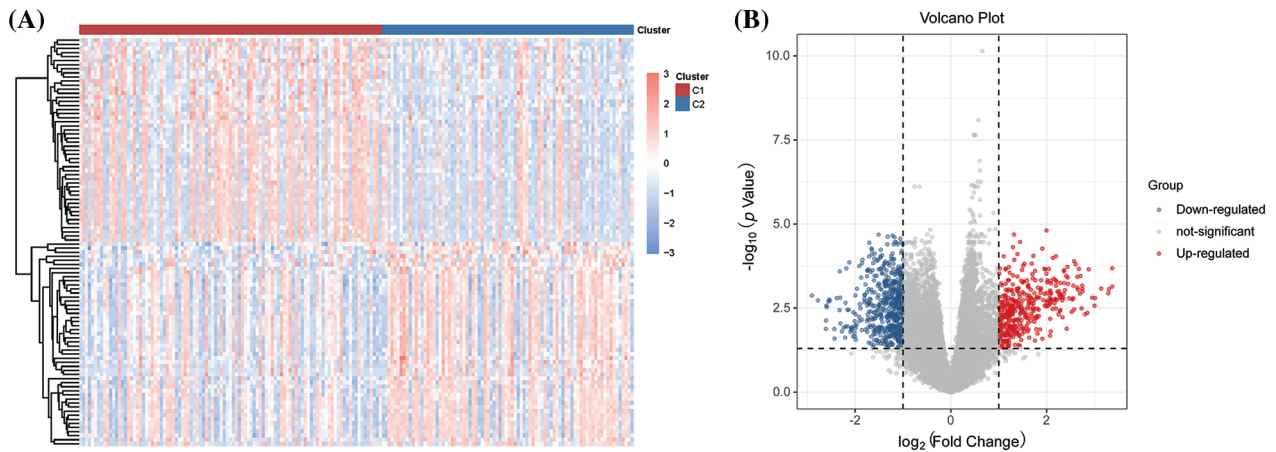 (A)
Cluster
3
2
1
0
−1
−2
−3
Cluster
C1
C2
(B)
Volcano Plot
10.0
7.5
5.0
2.5
0.0
-log10 (p Value)
-2
0
2
log2 (Fold Change)
Group
Down-regulated
not-significant
Up-regulated